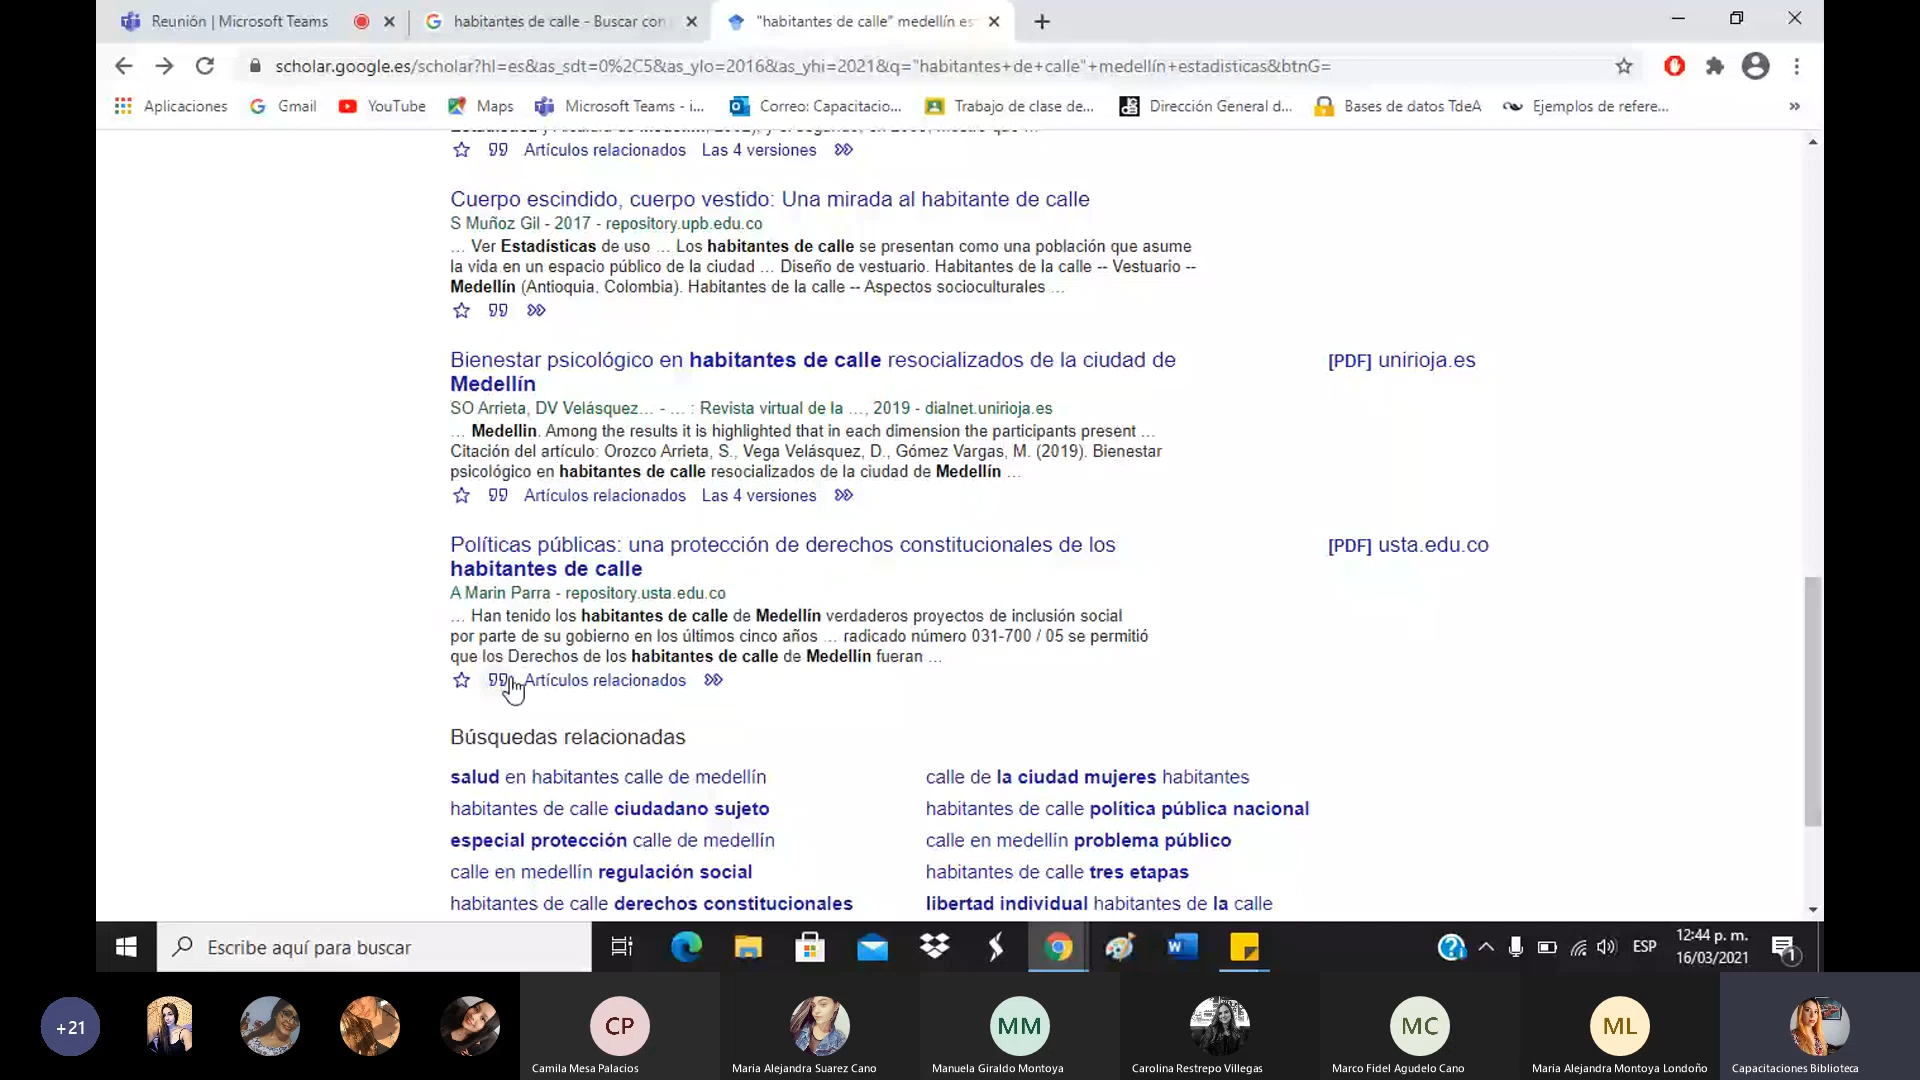 Reunión | Microsoft Teams
habitantes de calle - Buscar con
"habitantes de calle" medellín es
scholar.google.es/scholar?hl=es&as_sdt=0%2C5&as_ylo=2016&as_yhi=2021&q="habitantes+de+calle"+medellín+estadisticas&btnG=
Aplicaciones
Gmail
YouTube
Maps
Microsoft Teams - i...
Correo: Capacitacio...
Trabajo de clase de...
Dirección General d...
Bases de datos TdeA
Ejemplos de refere...
Artículos relacionados Las 4 versiones
Cuerpo escindido, cuerpo vestido: Una mirada al habitante de calle
S Muñoz Gil - 2017 - repository.upb.edu.co
... Ver Estadísticas de uso ... Los habitantes de calle se presentan como una población que asume
la vida en un espacio público de la ciudad ... Diseño de vestuario. Habitantes de la calle -- Vestuario --
Medellín (Antioquia, Colombia). Habitantes de la calle -- Aspectos socioculturales ...
Bienestar psicológico en habitantes de calle resocializados de la ciudad de
Medellín
[PDF] unirioja.es
SO Arrieta, DV Velásquez... - ... : Revista virtual de la ..., 2019 - dialnet.unirioja.es
... Medellin. Among the results it is highlighted that in each dimension the participants present ...
Citación del artículo: Orozco Arrieta, S., Vega Velásquez, D., Gómez Vargas, M. (2019). Bienestar
psicológico en habitantes de calle resocializados de la ciudad de Medellín ...
Artículos relacionados Las 4 versiones
Políticas públicas: una protección de derechos constitucionales de los
habitantes de calle
[PDF] usta.edu.co
A Marin Parra - repository.usta.edu.co
... Han tenido los habitantes de calle de Medellín verdaderos proyectos de inclusión social
por parte de su gobierno en los últimos cinco años ... radicado número 031-700 / 05 se permitió
que los Derechos de los habitantes de calle de Medellín fueran ...
Artículos relacionados
Búsquedas relacionadas
salud en habitantes calle de medellín
calle de la ciudad mujeres habitantes
habitantes de calle ciudadano sujeto
habitantes de calle política pública nacional
especial protección calle de medellín
calle en medellín problema público
calle en medellín regulación social
habitantes de calle tres etapas
habitantes de calle derechos constitucionales
libertad individual habitantes de la calle
Escribe aquí para buscar
ESP
12:44 p. m.
16/03/2021
1
+21
CP
MM
MC
ML
Camila Mesa Palacios
Maria Alejandra Suarez Cano
Manuela Giraldo Montoya
Carolina Restrepo Villegas
Marco Fidel Agudelo Cano
Maria Alejandra Montoya Londoño
Capacitaciones Biblioteca